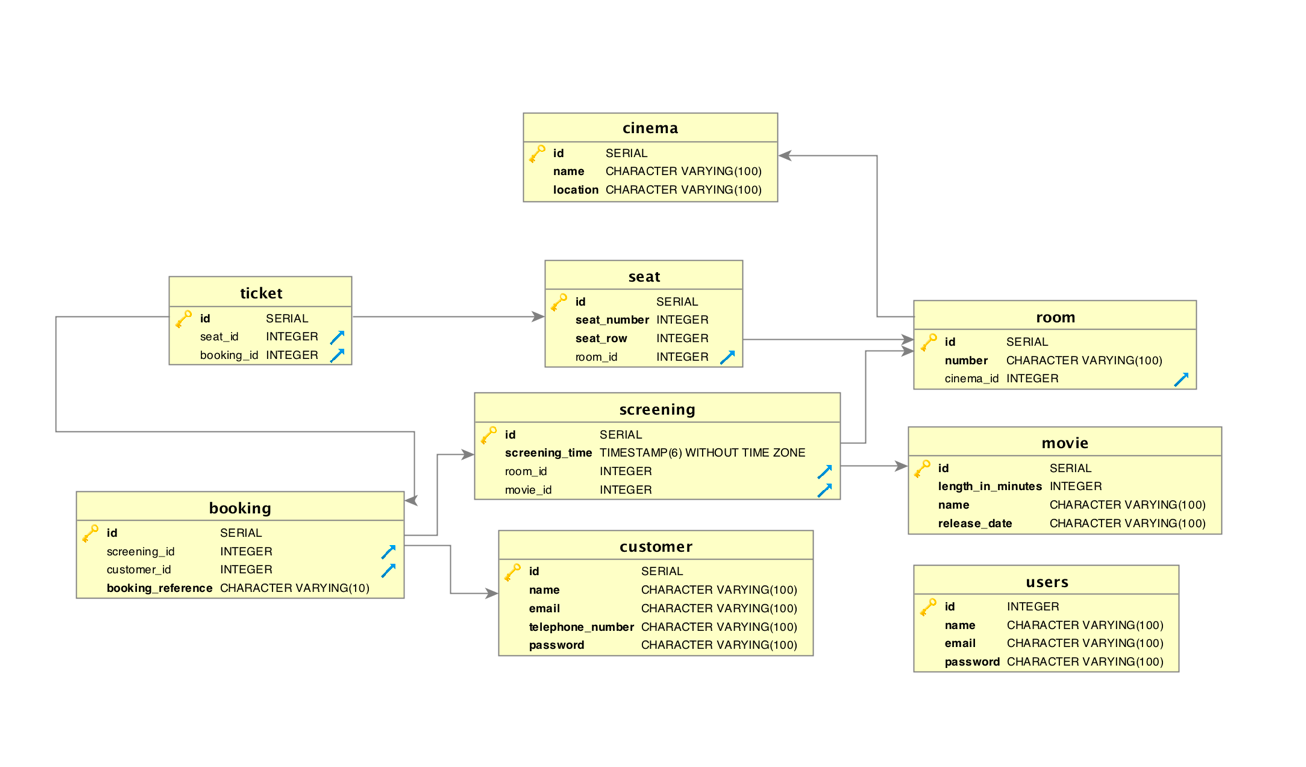 cinema
id SERIAL
name CHARACTER VARYING(100)
location CHARACTER VARYING(100)
ticket
id SERIAL
seat_id INTEGER
booking_id INTEGER
seat
id SERIAL
seat_number INTEGER
seat_row INTEGER
room_id INTEGER
room
id SERIAL
number CHARACTER VARYING(100)
cinema_id INTEGER
screening
id SERIAL
screening_time TIMESTAMP(6) WITHOUT TIME ZONE
room_id INTEGER
movie_id INTEGER
movie
id SERIAL
length_in_minutes INTEGER
name CHARACTER VARYING(100)
release_date CHARACTER VARYING(100)
booking
id SERIAL
screening_id INTEGER
customer_id INTEGER
booking_reference CHARACTER VARYING(10)
customer
id SERIAL
name CHARACTER VARYING(100)
email CHARACTER VARYING(100)
telephone_number CHARACTER VARYING(100)
password CHARACTER VARYING(100)
users
id INTEGER
name CHARACTER VARYING(100)
email CHARACTER VARYING(100)
password CHARACTER VARYING(100)